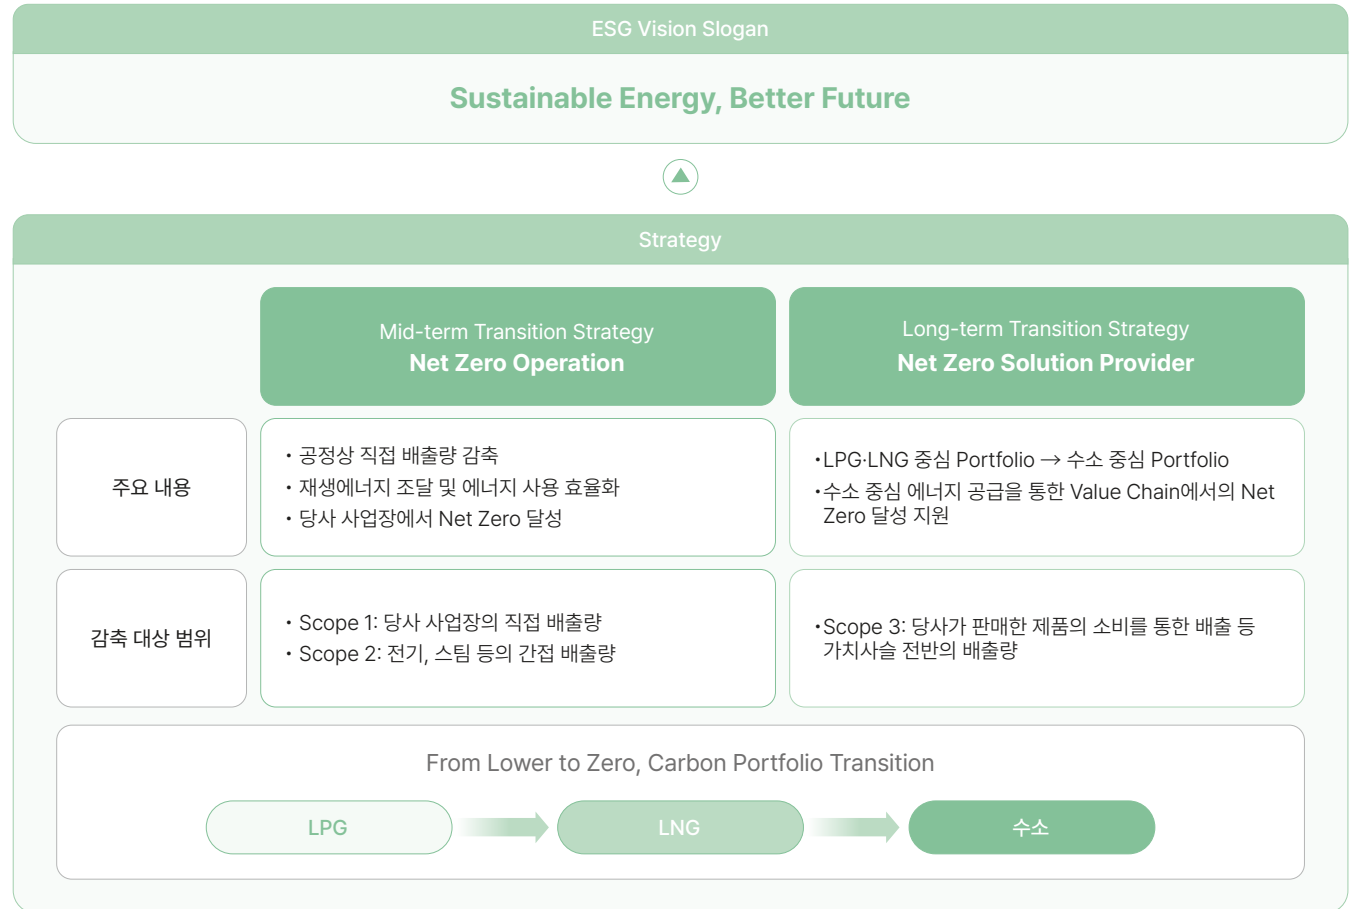 ESG Vision Slogan
Sustainable Energy, Better Future
Strategy
Mid-term Transition Strategy
Net Zero Operation
Long-term Transition Strategy
Net Zero Solution Provider
주요 내용
• 공정상 직접 배출량 감축
• 재생에너지 조달 및 에너지 사용 효율화
• 당사 사업장에서 Net Zero 달성
•LPG·LNG 중심 Portfolio → 수소 중심 Portfolio
•수소 중심 에너지 공급을 통한 Value Chain에서의 Net
Zero 달성 지원
감축 대상 범위
• Scope 1: 당사 사업장의 직접 배출량
• Scope 2: 전기, 스팀 등의 간접 배출량
•Scope 3: 당사가 판매한 제품의 소비를 통한 배출 등
가치사슬 전반의 배출량
From Lower to Zero, Carbon Portfolio Transition
LPG
LNG
수소